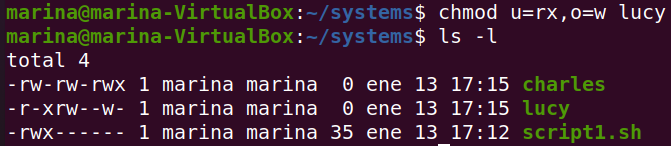 marina@marina-VirtualBox:~/systems$ chmod u=rx,o=w lucy
marina@marina-VirtualBox:~/systems$ ls -l
total 4
-rw-rw-rwx 1 marina marina  0 ene 13 17:15 charles
-r-xrw--w- 1 marina marina  0 ene 13 17:15 lucy
-rwx------ 1 marina marina 35 ene 13 17:12 script1.sh